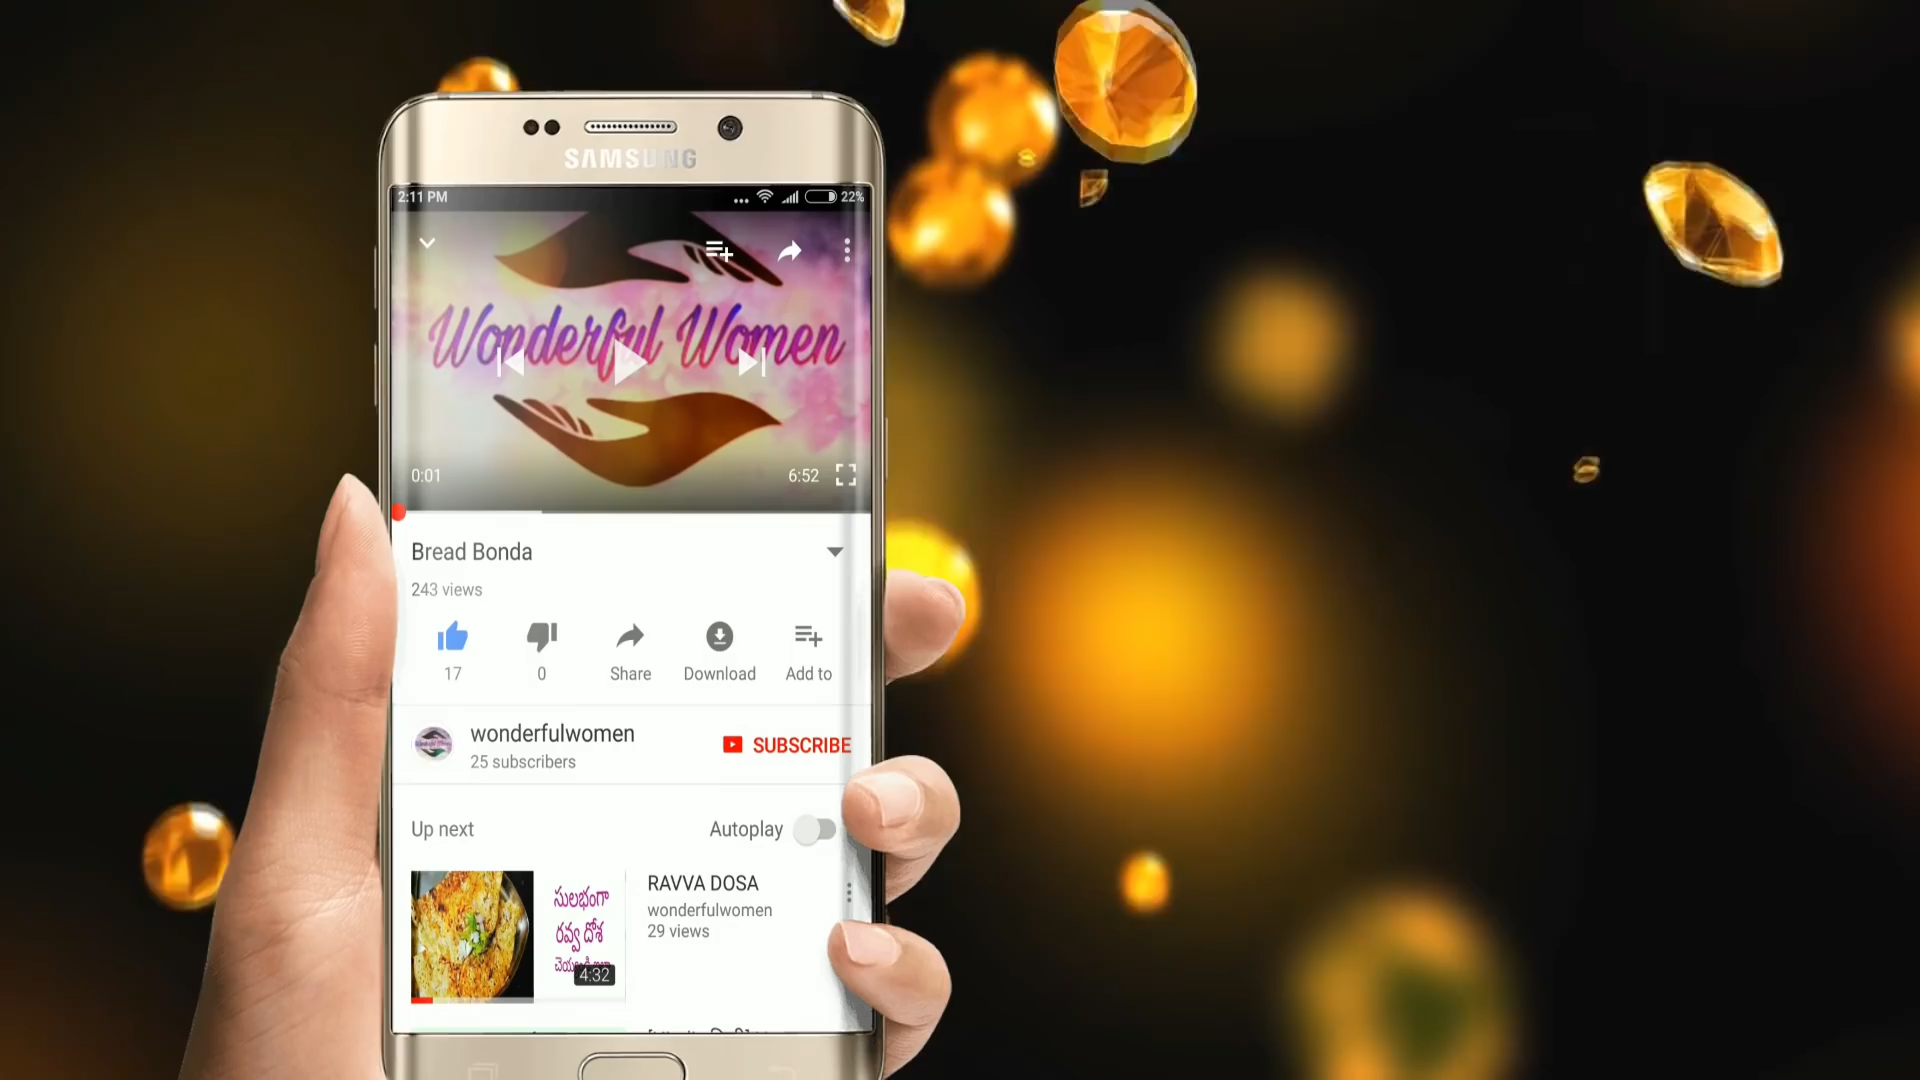 SAMSUNG
2:11 PM
22%
Wonderful Women
0:01
6:52
Bread Bonda
243 views
17
0
Share
Download
Add to
wonderfulwomen
25 subscribers
SUBSCRIBE
Up next
Autoplay
సులభంగా
రవ్వ దోశ
4:32
RAVVA DOSA
wonderfulwomen
29 views